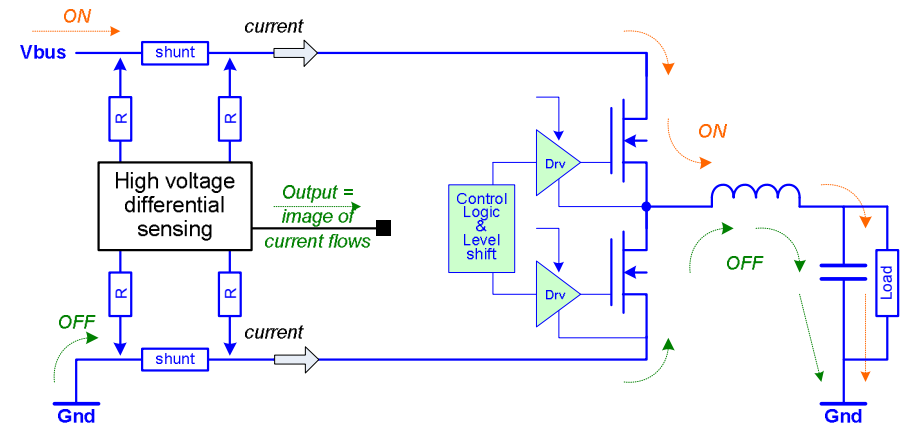 ON
current
Vbus
shunt
R
R
ON
High voltage
differential
sensing
Output =
image of
current flows
Drv
Control
Logic
&
Level
shift
Drv
OFF
Load
R
R
OFF
current
shunt
Gnd
Gnd